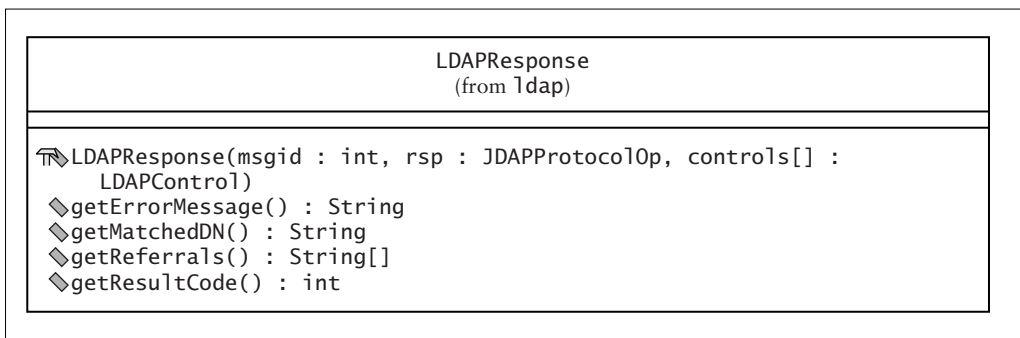 LDAPResponse
(from ldap)
LDAPResponse(msgid : int, rsp : JDAPProtocolOp, controls[] :
LDAPControl)
getErrorMessage() : String
getMatchedDN() : String
getReferrals() : String[]
getResultCode() : int